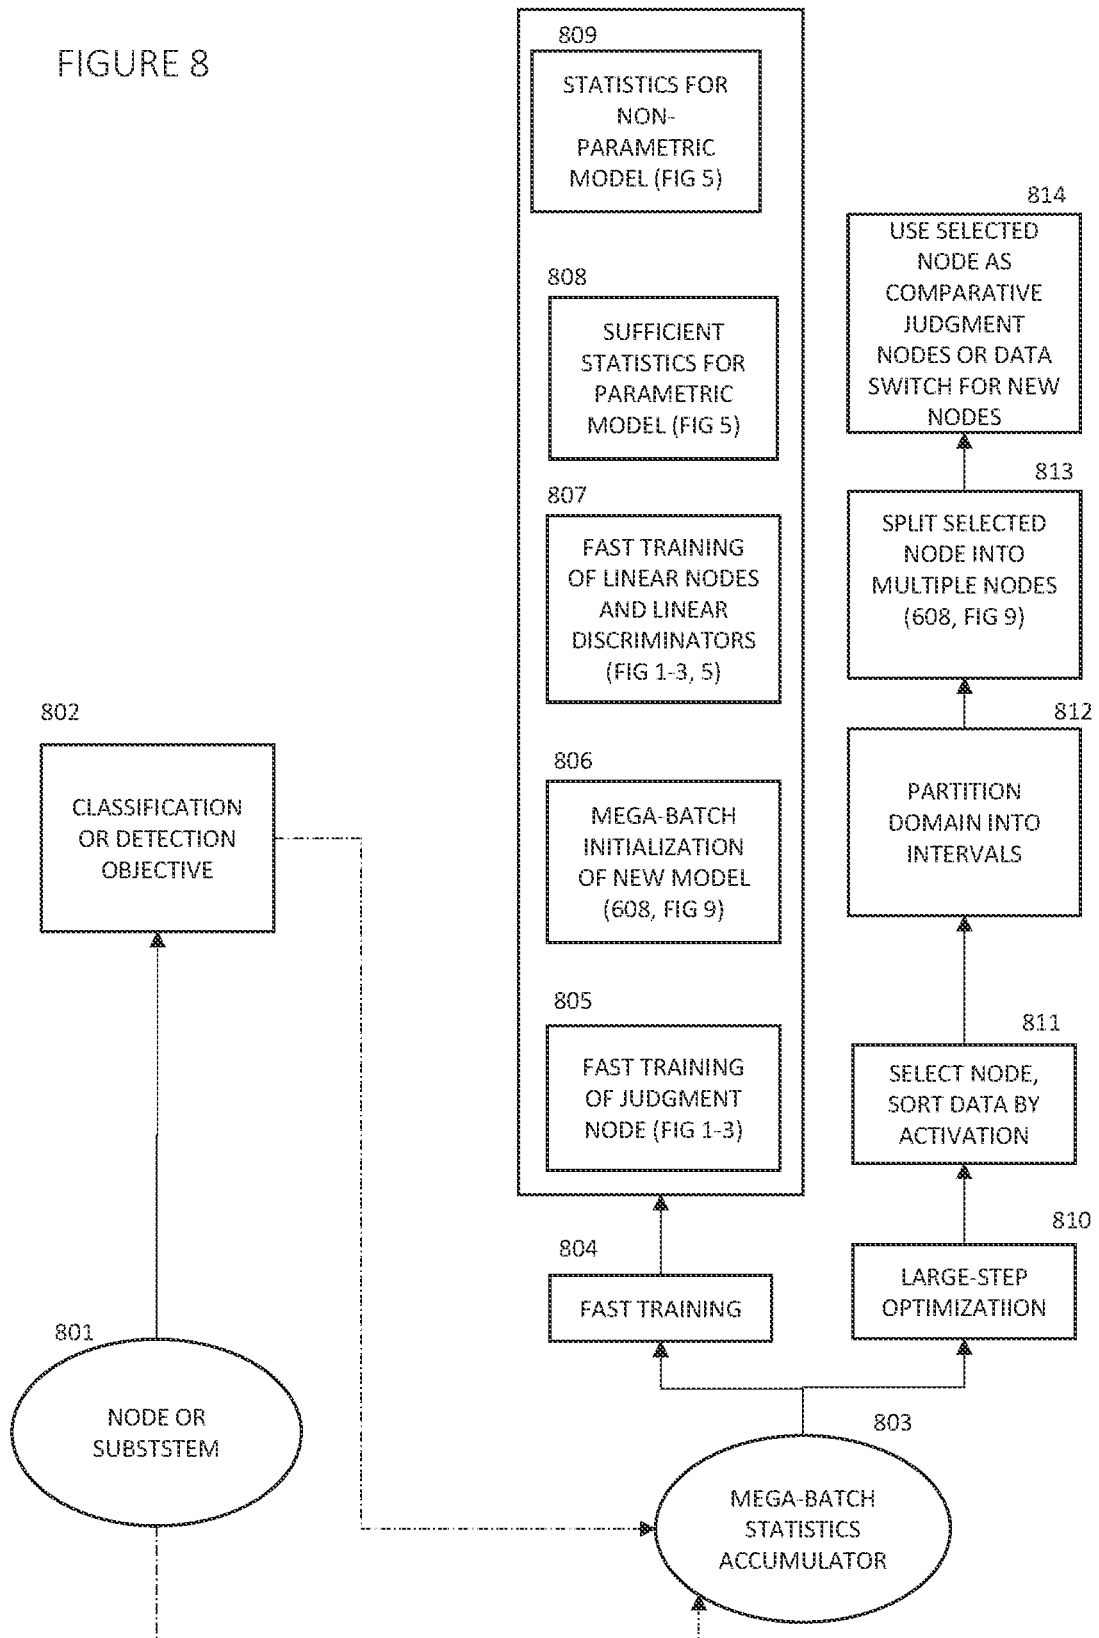 FIGURE 8
809
STATISTICS FOR
NON-
PARAMETRIC
MODEL (FIG 5)
808
SUFFICIENT
STATISTICS FOR
PARAMETRIC
MODEL (FIG 5)
807
FAST TRAINING
OF LINEAR NODES
AND LINEAR
DISCRIMINATORS
(FIG 1-3, 5)
806
MEGA-BATCH
INITIALIZATION
OF NEW MODEL
(608, FIG 9)
805
FAST TRAINING
OF JUDGMENT
NODE (FIG 1-3)
804
FAST TRAINING
814
USE SELECTED
NODE AS
COMPARATIVE
JUDGMENT
NODES OR DATA
SWITCH FOR NEW
NODES
813
SPLIT SELECTED
NODE INTO
MULTIPLE NODES
(608, FIG 9)
812
PARTITION
DOMAIN INTO
INTERVALS
811
SELECT NODE,
SORT DATA BY
ACTIVATION
810
LARGE-STEP
OPTIMIZATIION
802
CLASSIFICATION
OR DETECTION
OBJECTIVE
801
NODE OR
SUBSTSTEM
803
MEGA-BATCH
STATISTICS
ACCUMULATOR